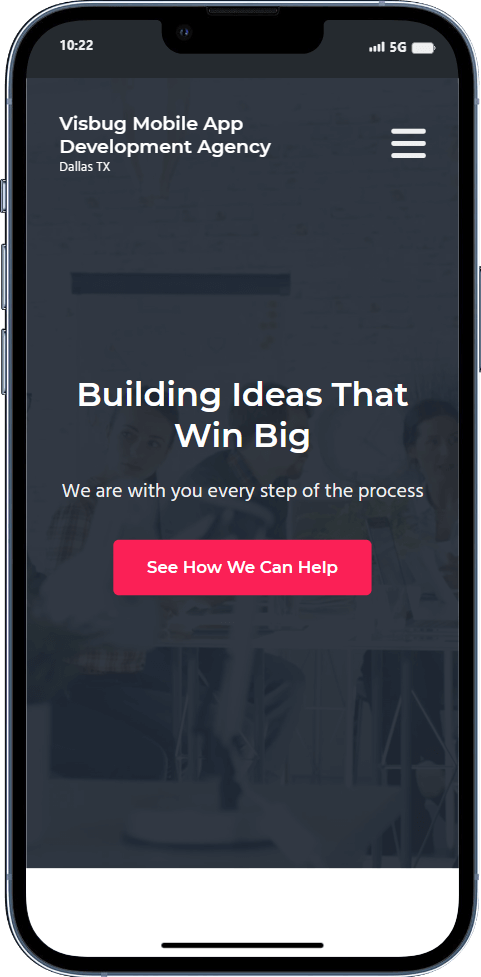 10:22
5G
Visbug Mobile App
Development Agency
Dallas TX
Building Ideas That
Win Big
We are with you every step of the process
See How We Can Help